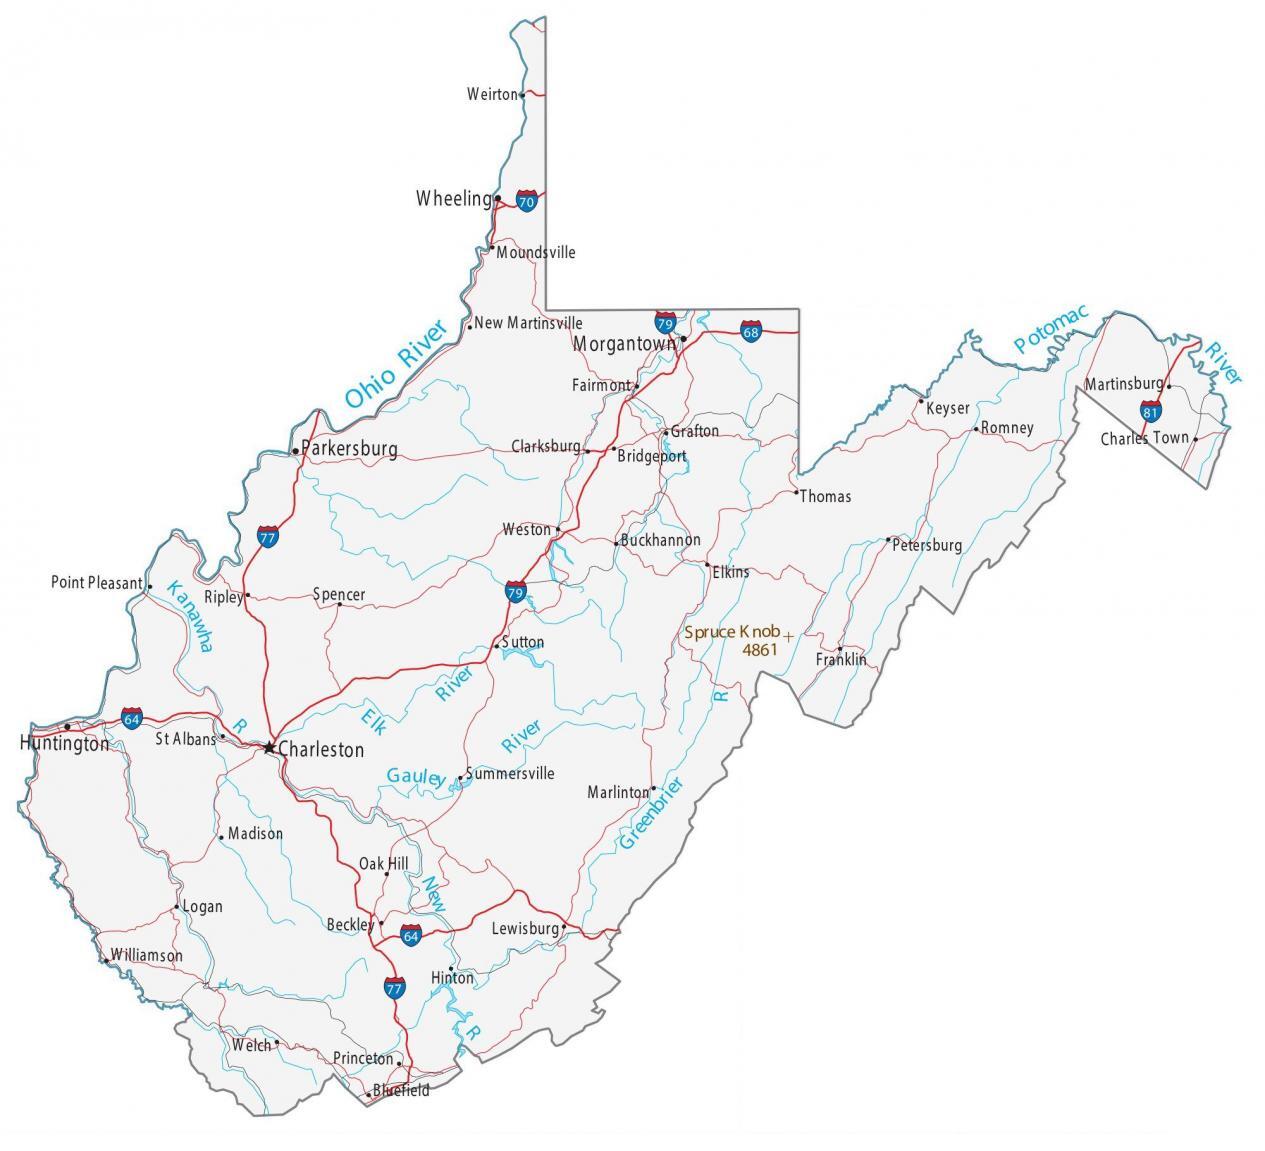 Weirton
Wheeling
70
Moundsville
New Martinsville
79
68
Morgantown
Ohio River
Potomac
River
Fairmont
Martinsburg
81
Keyser
Romney
Charles Town
Grafton
Clarksburg
Bridgeport
Parkersburg
Thomas
77
Weston
Buckhannon
Petersburg
Elkins
Point Pleasant
Kanawha
Ripley
Spencer
79
Sutton
Spruce Knob
4861
Franklin
River
R
Elk
64
R
Huntington
St Albans
Charleston
River
Gauley
Summersville
Marlinton
Greenbrier
Madison
Oak Hill
New
Logan
Beckley
64
Lewisburg
Williamson
Hinton
77
R
Welch
Princeton
Bluefield